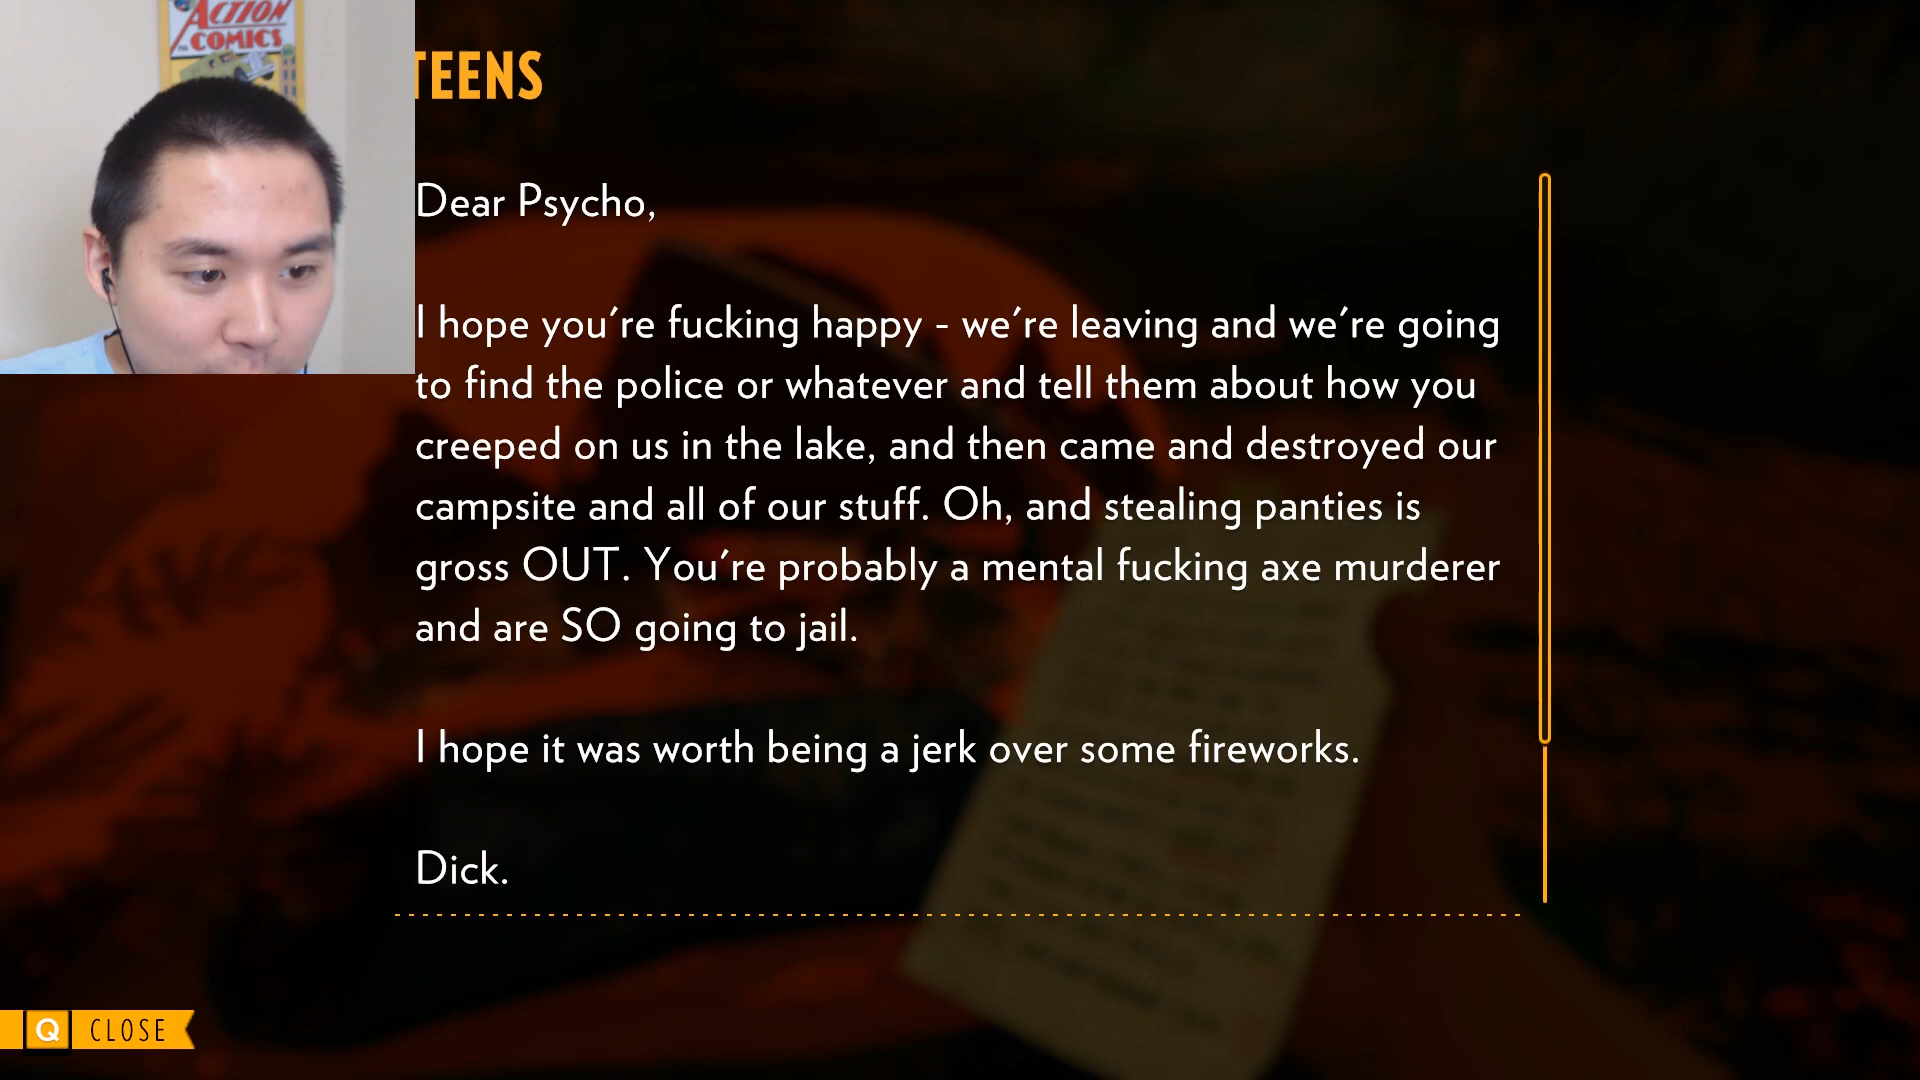 ACTION
COMICS
TEENS
Dear Psycho,
I hope you're fucking happy - we're leaving and we're going
to find the police or whatever and tell them about how you
creeped on us in the lake, and then came and destroyed our
campsite and all of our stuff. Oh, and stealing panties is
gross OUT. You're probably a mental fucking axe murderer
and are SO going to jail.
I hope it was worth being a jerk over some fireworks.
Dick.
Q CLOSE